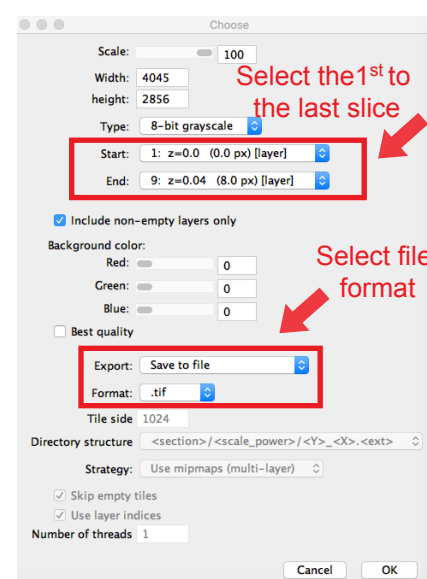 Choose
Scale: 100
Width: 4045
height: 2856
Select the1st to
the last slice
Type: 8-bit grayscale
Start: 1: z=0.0 (0.0 px) [layer]
End: 9: z=0.04 (8.0 px) [layer]
Include non-empty layers only
Background color:
Red: 0
Green: 0
Blue: 0
Select file
format
Best quality
Export: Save to file
Format: .tif
Tile side 1024
Directory structure <section>/<scale_power>/<Y>_<X>.<ext>
Strategy: Use mipmaps (multi-layer)
Skip empty tiles
Use layer indices
Number of threads 1
Cancel OK